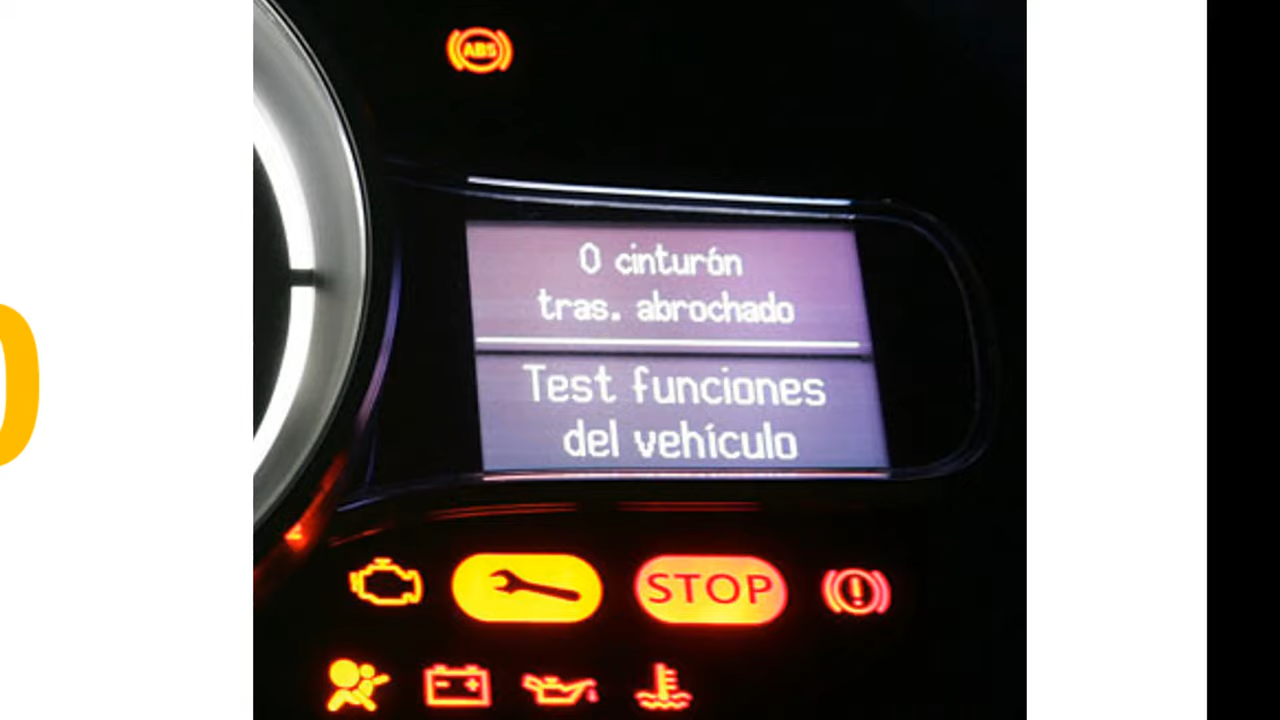 ABS
0 cinturón
tras. abrochado
Test funciones
del vehículo
STOP